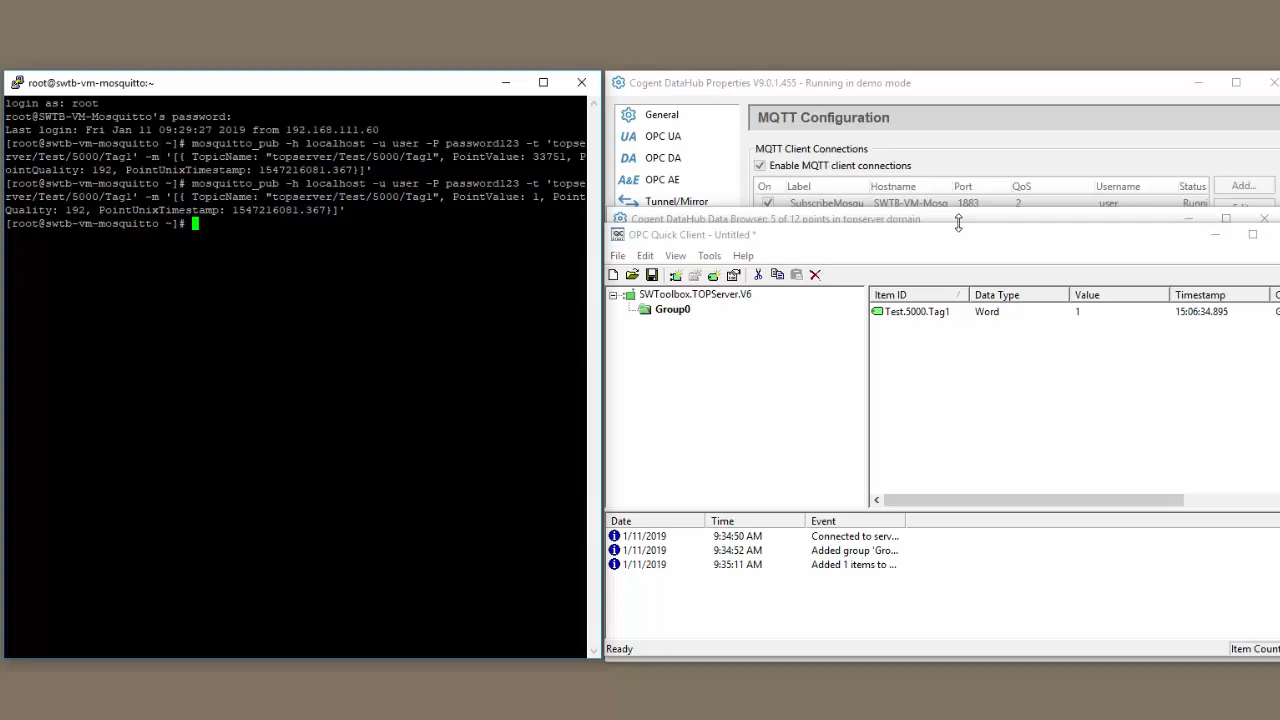 root@swtb-vm-mosquitto:~
login as: root
root@SWTB-VM-Mosquitto's password:
Last login: Fri Jan 11 09:29:27 2019 from 192.168.111.60
[root@swtb-vm-mosquitto ~]# mosquitto_pub -h localhost -u user -P password123 -t 'topse
rver/Test/5000/Tag1' -m '[{ TopicName: "topserver/Test/5000/Tag1", PointValue: 33751, P
ointQuality: 192, PointUnixTimestamp: 1547216081.367}]'
[root@swtb-vm-mosquitto ~]# mosquitto_pub -h localhost -u user -P password123 -t 'topse
rver/Test/5000/Tag1' -m '[{ TopicName: "topserver/Test/5000/Tag1", PointValue: 1, Point
Quality: 192, PointUnixTimestamp: 1547216081.367}]'
[root@swtb-vm-mosquitto ~]#
Cogent DataHub Properties V9.0.1.455 - Running in demo mode
General
UA OPC UA
DA OPC DA
A&E OPC AE
Tunnel/Mirror
MQTT Configuration
MQTT Client Connections
Enable MQTT client connections
On Label Hostname Port QoS Username Status
SubscribeMosqu SWTB-VM-Mosq 1883 2 user Runni
Add...
Cogent DataHub Data Browser: 5 of 12 points in topserver domain
OPC Quick Client - Untitled *
File Edit View Tools Help
SWToolbox.TOPServer.V6
Group0
Item ID Data Type Value Timestamp
Test.5000.Tag1 Word 1 15:06:34.895
Date Time Event
1/11/2019 9:34:50 AM Connected to serv...
1/11/2019 9:34:52 AM Added group 'Gro...
1/11/2019 9:35:11 AM Added 1 items to ...
Ready
Item Count